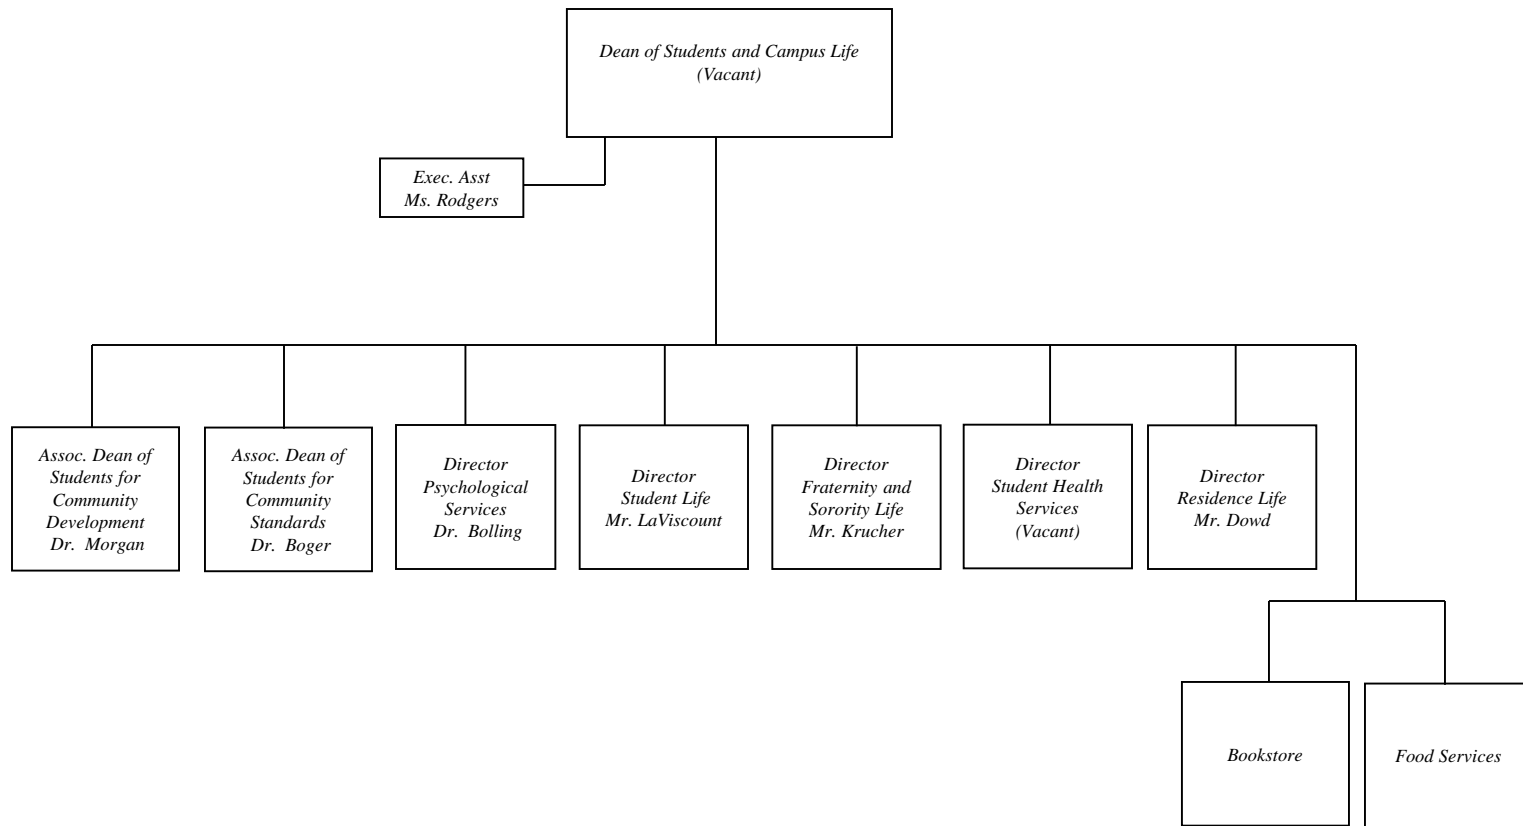 Dean of Students and Campus Life
(Vacant)
Exec. Asst
Ms. Rodgers
Assoc. Dean of
Students for
Community
Development
Dr. Morgan
Assoc. Dean of
Students for
Community
Standards
Dr. Boger
Director
Psychological
Services
Dr. Bolling
Director
Student Life
Mr. LaViscount
Director
Fraternity and
Sorority Life
Mr. Krucher
Director
Student Health
Services
(Vacant)
Director
Residence Life
Mr. Dowd
Bookstore
Food Services